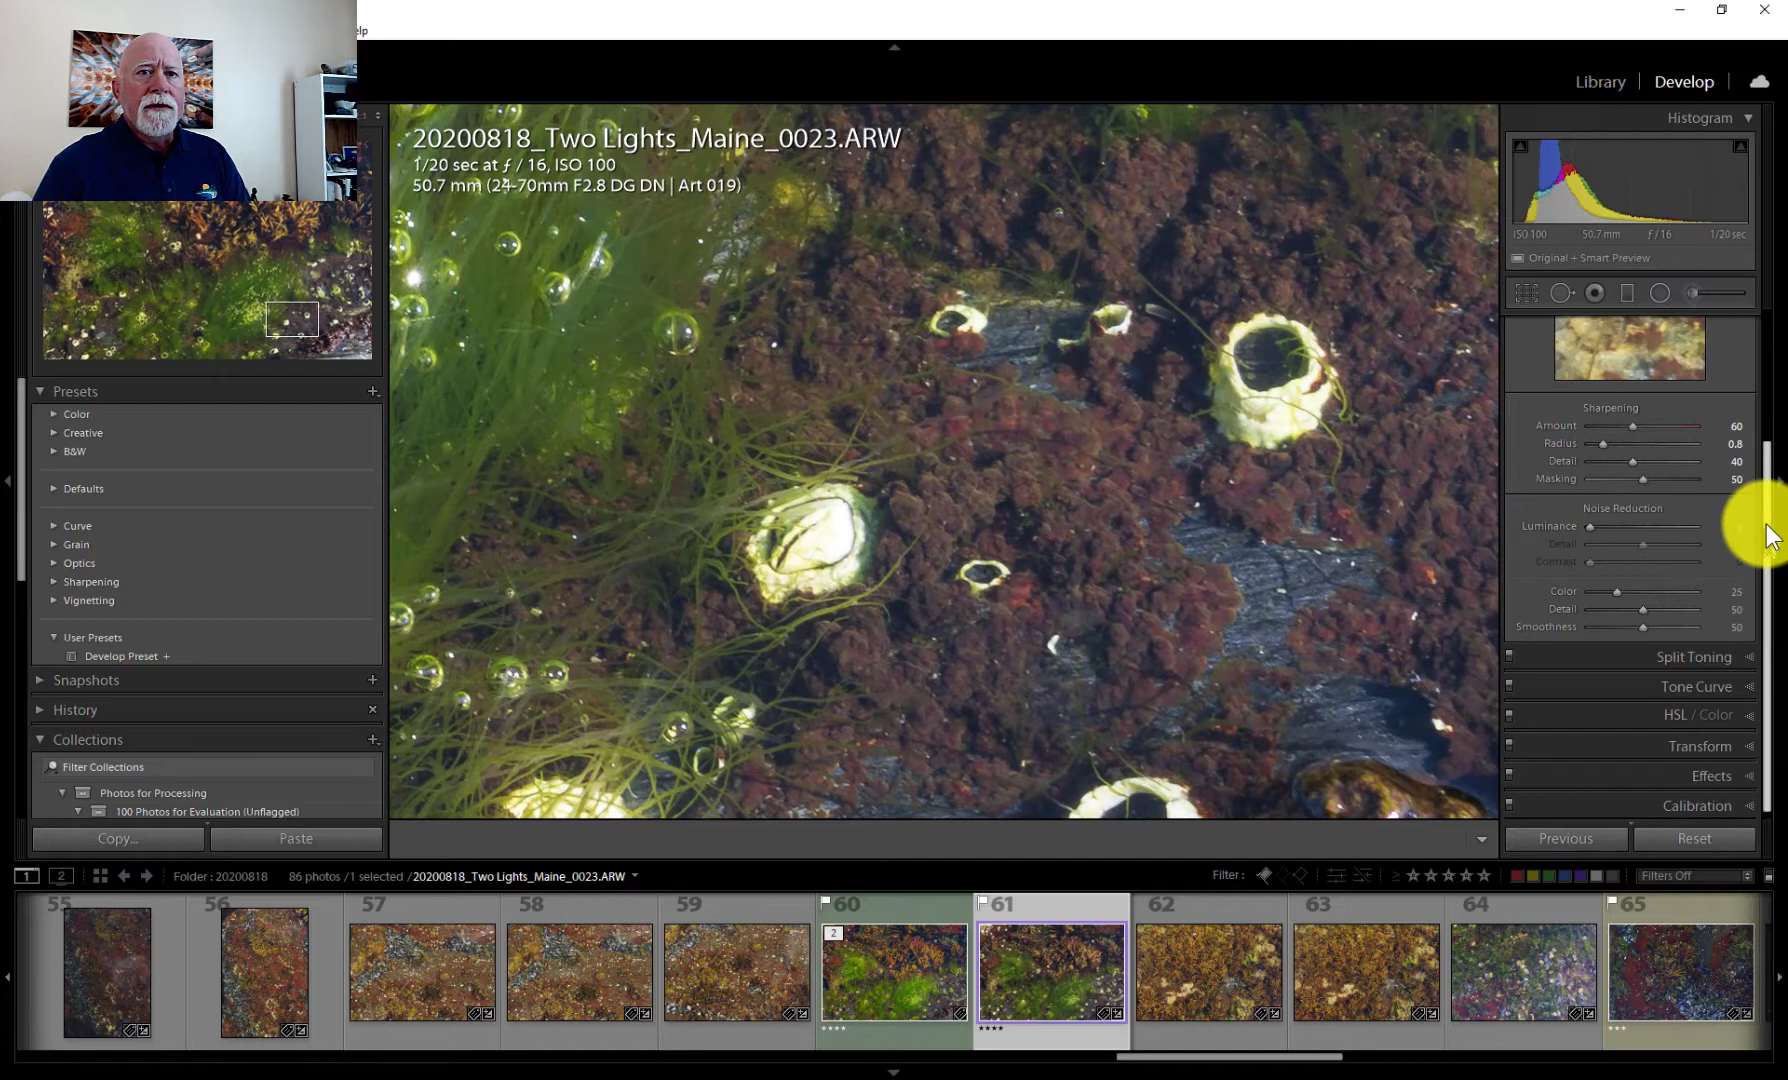 elp
Library | Develop
20200818_Two Lights_Maine_0023.ARW
1/20 sec at ƒ / 16, ISO 100
50.7 mm (24-70mm F2.8 DG DN | Art 019)
Histogram
ISO 100 50.7 mm ƒ / 16 1/20 sec
Original + Smart Preview
Presets +
Color
Creative
B&W
Defaults
Curve
Grain
Optics
Sharpening
Vignetting
User Presets
Develop Preset +
Snapshots +
History ×
Collections +
Filter Collections
Photos for Processing
100 Photos for Evaluation (Unflagged)
Copy... Paste
Sharpening
Amount 60
Radius 0.8
Detail 40
Masking 50
Noise Reduction
Luminance
Detail
Contrast
Color 25
Detail 50
Smoothness 50
Split Toning
Tone Curve
HSL / Color
Transform
Effects
Calibration
Previous Reset
1 2 Folder : 20200818 86 photos / 1 selected / 20200818_Two Lights_Maine_0023.ARW
Filter : ≥ ★★★★★ Filters Off
55 56 57 58 59 60 61 62 63 64 65
2